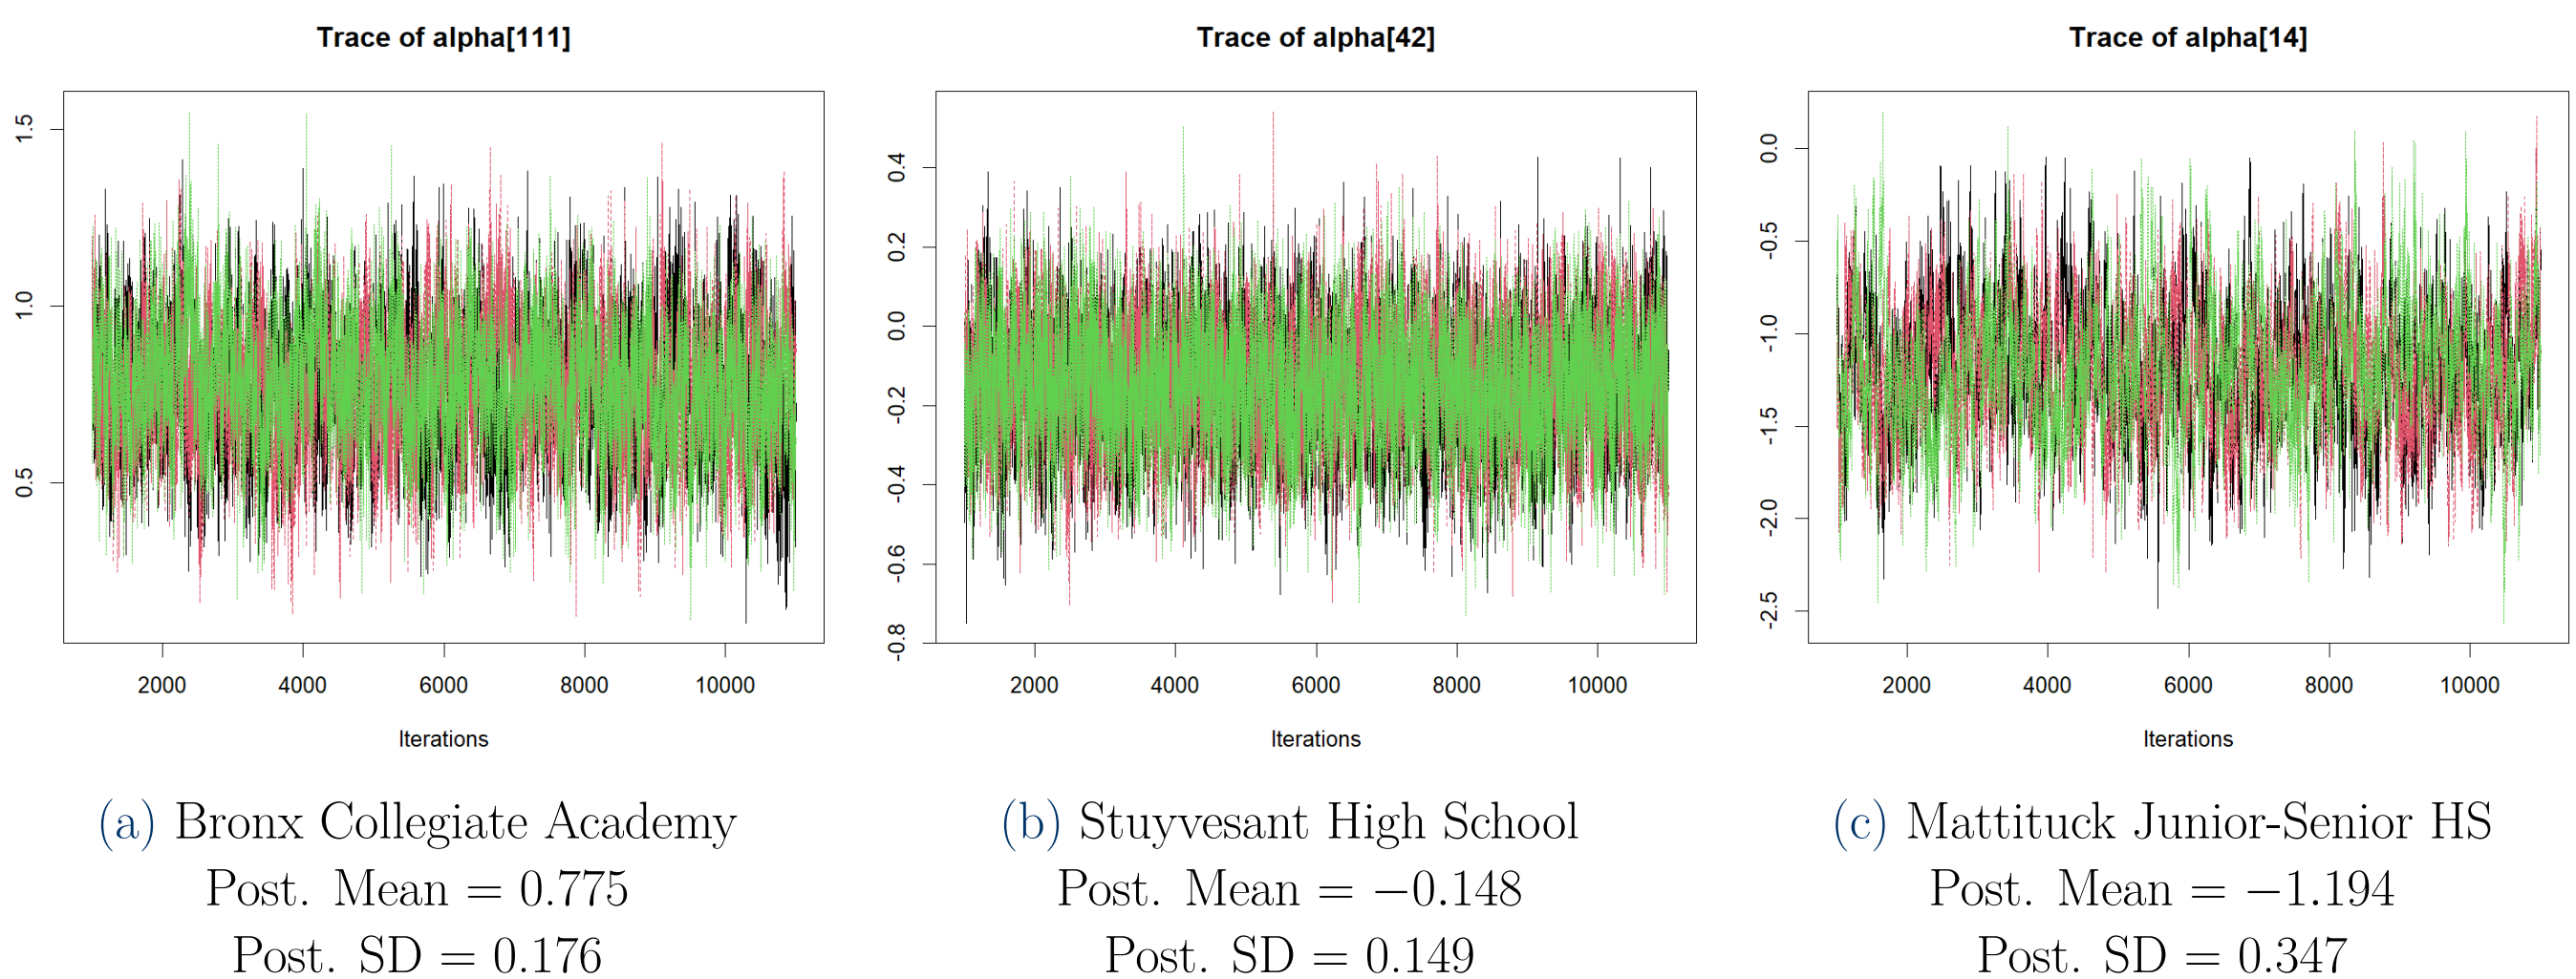 Trace of alpha[111]
1.5
1.0
0.5
2000 4000 6000 8000 10000
Iterations
(a) Bronx Collegiate Academy
Post. Mean = 0.775
Post. SD = 0.176
Trace of alpha[42]
0.4
0.2
0.0
-0.2
-0.4
-0.6
-0.8
2000 4000 6000 8000 10000
Iterations
(b) Stuyvesant High School
Post. Mean = −0.148
Post. SD = 0.149
Trace of alpha[14]
0.0
-0.5
-1.0
-1.5
-2.0
-2.5
2000 4000 6000 8000 10000
Iterations
(c) Mattituck Junior-Senior HS
Post. Mean = −1.194
Post. SD = 0.347